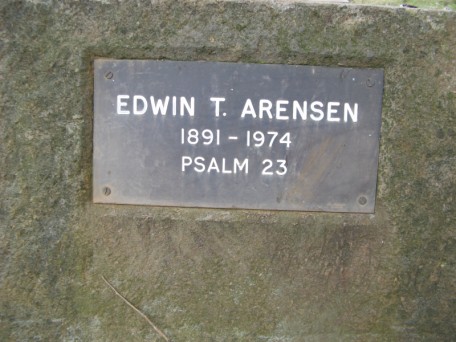 EDWIN T. ARENSEN
1891 - 1974
PSALM 23